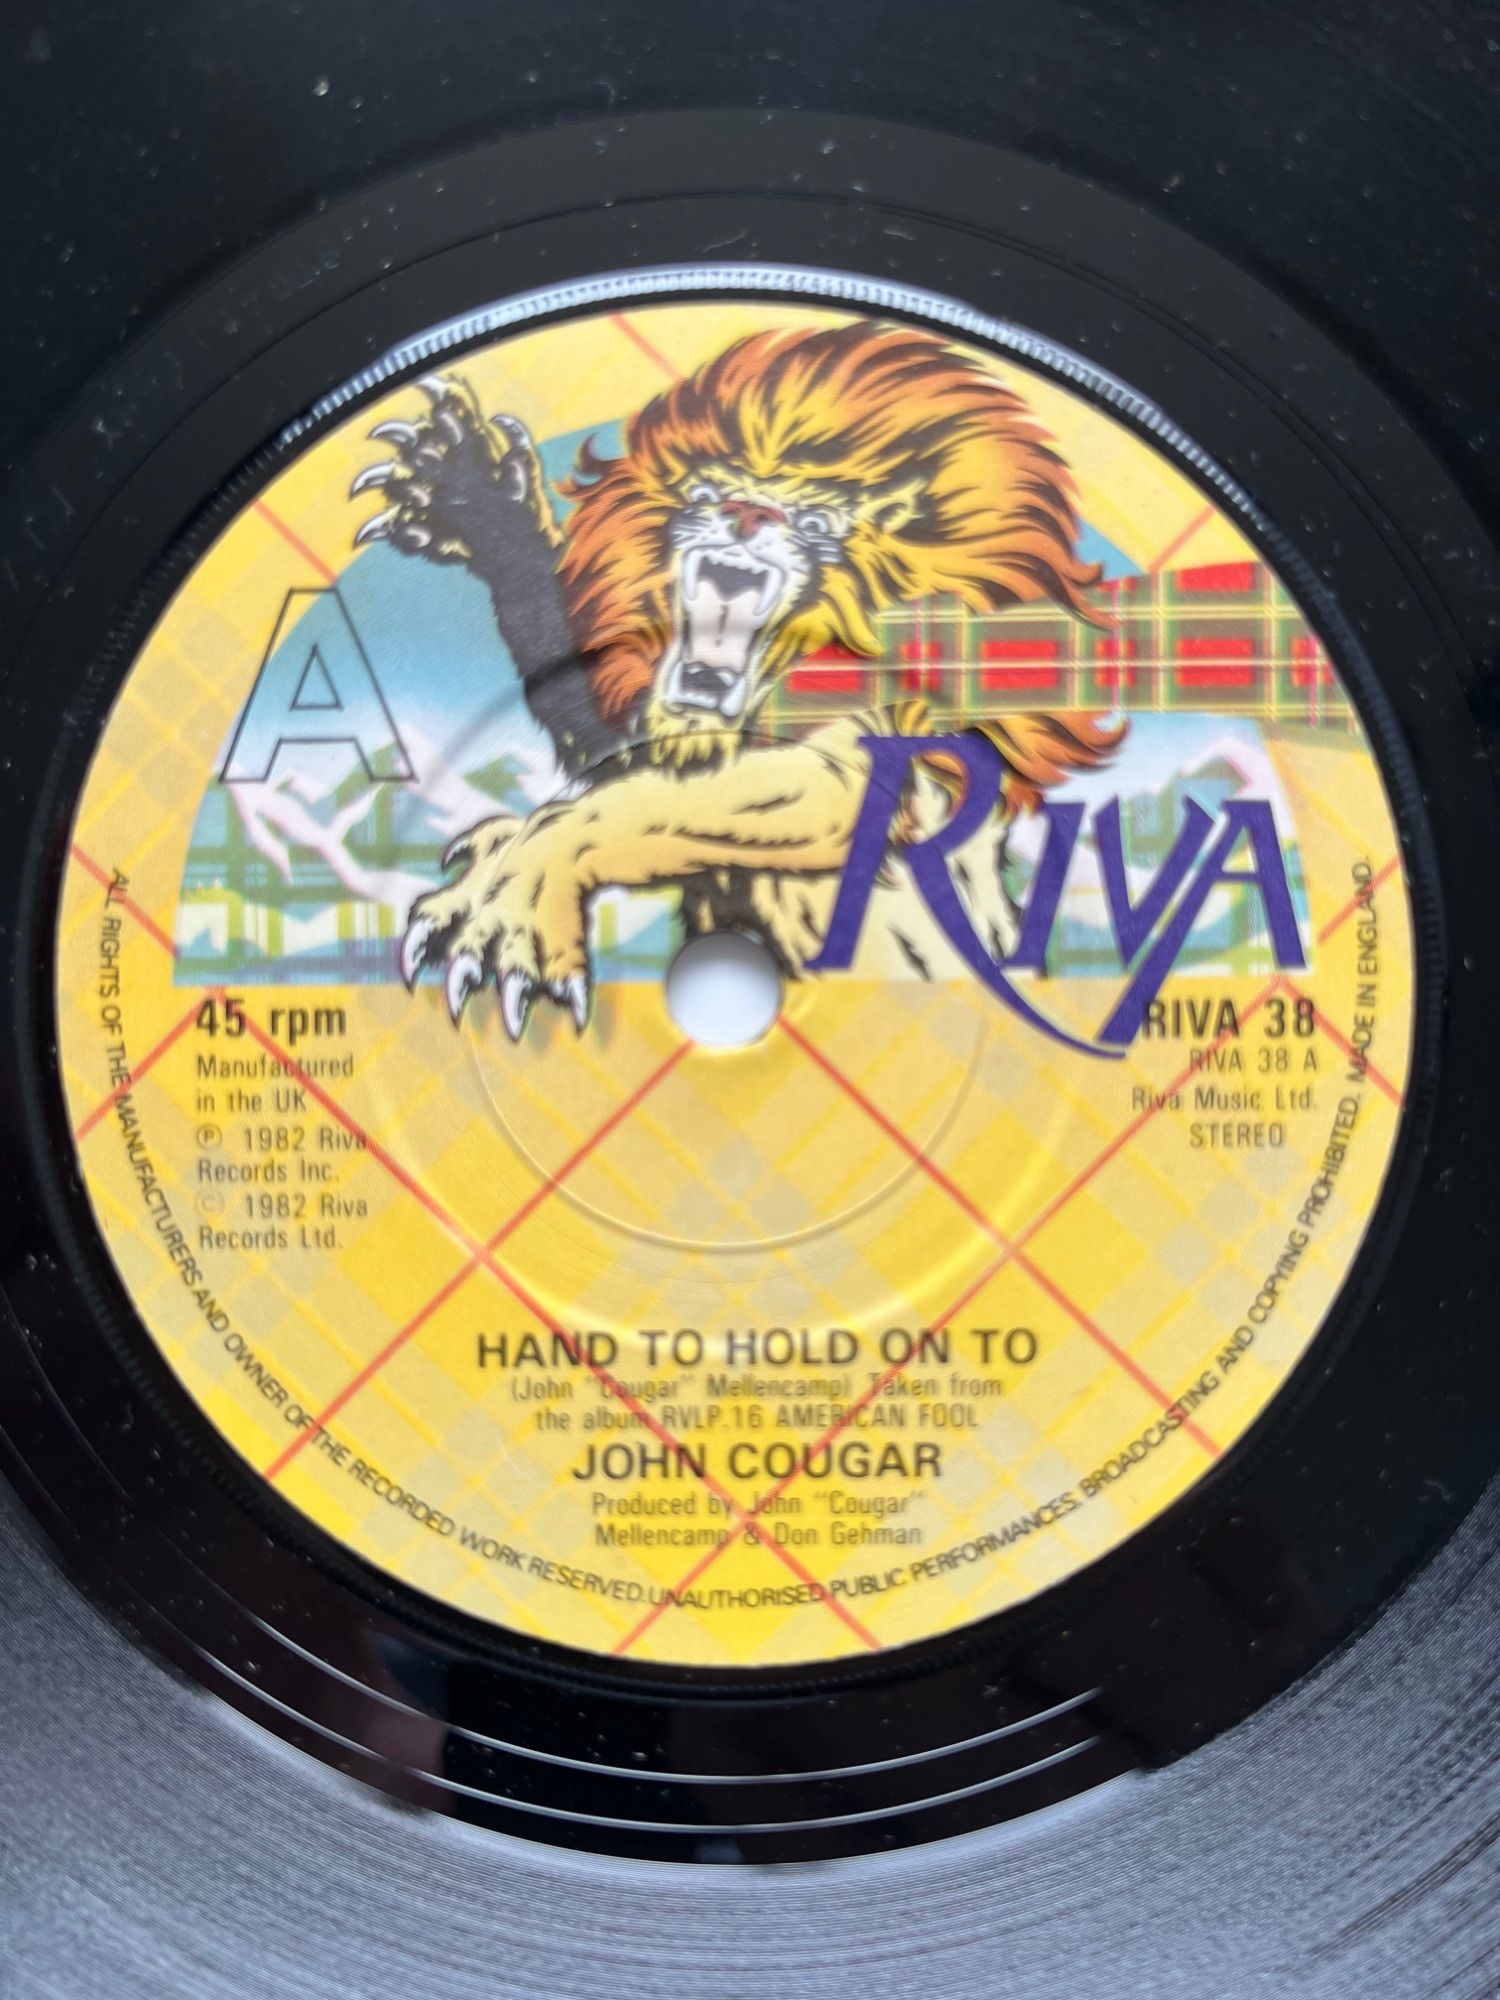 A
RIVA
45 rpm
Manufactured
in the UK
℗ 1982 Riva
Records Inc.
© 1982 Riva
Records Ltd.
RIVA 38
RIVA 38 A
Riva Music Ltd.
STEREO
HAND TO HOLD ON TO
(John "Cougar" Mellencamp) Taken from
the album RVLP.16 AMERICAN FOOL
JOHN COUGAR
Produced by John "Cougar"
Mellencamp & Don Gehman
ALL RIGHTS OF THE MANUFACTURERS AND OWNER OF THE RECORDED WORK RESERVED. UNAUTHORISED PUBLIC PERFORMANCES, BROADCASTING AND COPYING PROHIBITED. MADE IN ENGLAND.